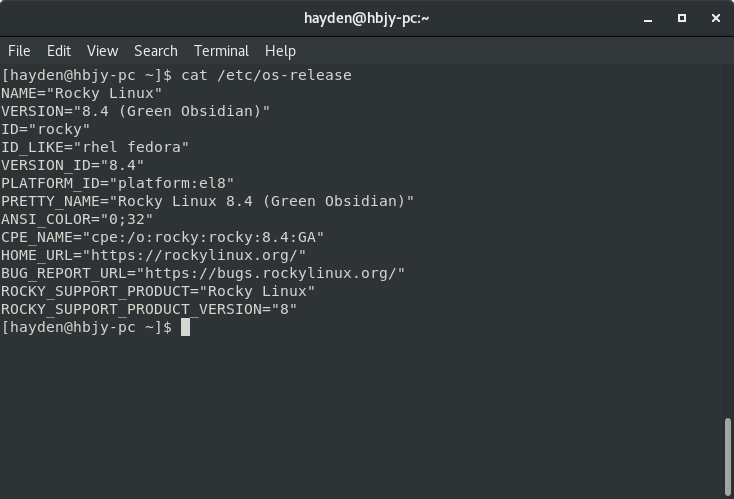 hayden@hbjy-pc:~
File Edit View Search Terminal Help
[hayden@hbjy-pc ~]$ cat /etc/os-release
NAME="Rocky Linux"
VERSION="8.4 (Green Obsidian)"
ID="rocky"
ID_LIKE="rhel fedora"
VERSION_ID="8.4"
PLATFORM_ID="platform:el8"
PRETTY_NAME="Rocky Linux 8.4 (Green Obsidian)"
ANSI_COLOR="0;32"
CPE_NAME="cpe:/o:rocky:rocky:8.4:GA"
HOME_URL="https://rockylinux.org/"
BUG_REPORT_URL="https://bugs.rockylinux.org/"
ROCKY_SUPPORT_PRODUCT="Rocky Linux"
ROCKY_SUPPORT_PRODUCT_VERSION="8"
[hayden@hbjy-pc ~]$